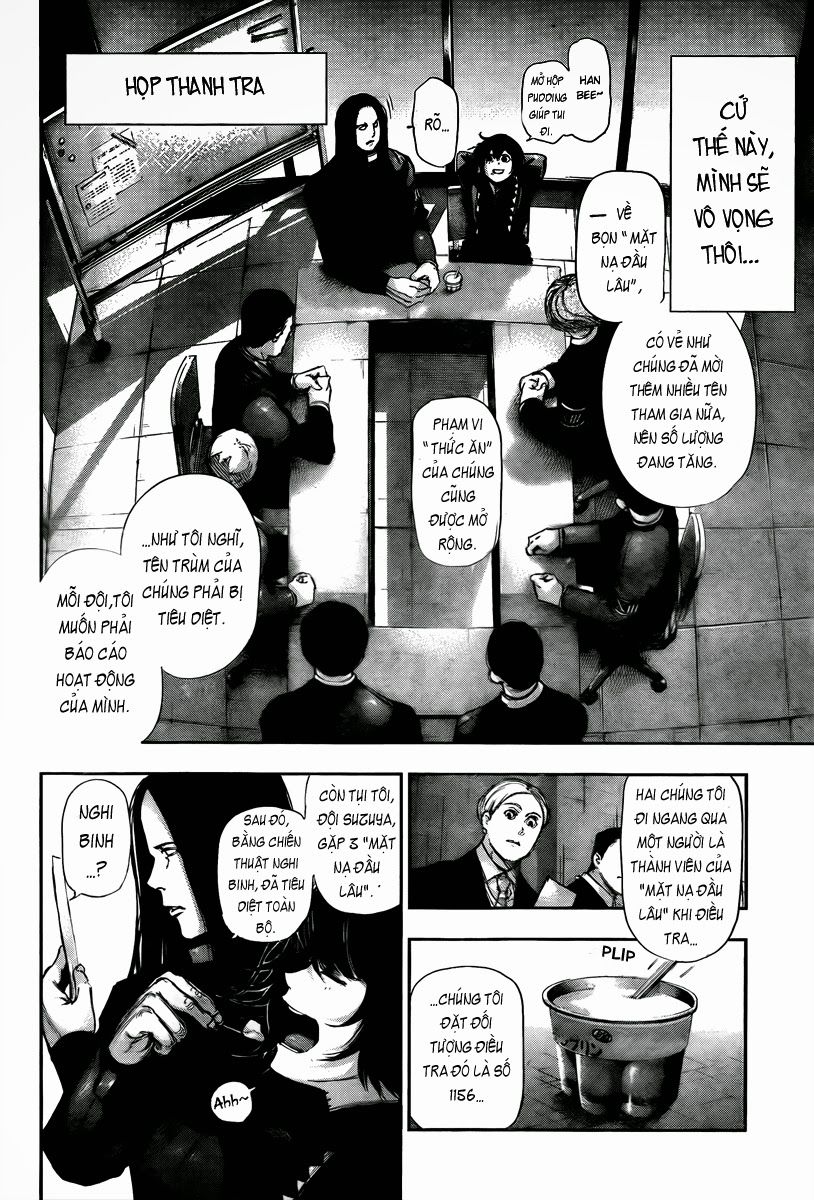 HỌP THANH TRA
CỨ
THẾ NÀY,
MÌNH SẼ
VÔ VỌNG
THÔI...
HAN
BEE~
MỞ HỘP
PUDDING
GIÚP TUI
ĐI.
RÕ...
— VỀ
BỌN "MẶT
NẠ ĐẦU
LÂU",
CÓ VẺ NHƯ
CHÚNG ĐÃ MỜI
THÊM NHIỀU TÊN
THAM GIA NỮA,
NÊN SỐ LƯỢNG
ĐANG TĂNG.
PHẠM VI
"THỨC ĂN"
CỦA CHÚNG
CŨNG
ĐƯỢC MỞ
RỘNG.
...NHƯ TÔI NGHĨ,
TÊN TRÙM CỦA
CHÚNG PHẢI BỊ
TIÊU DIỆT.
MỖI ĐỘI,TÔI
MUỐN PHẢI
BÁO CÁO
HOẠT ĐỘNG
CỦA MÌNH.
HAI CHÚNG TÔI
ĐI NGANG QUA
MỘT NGƯỜI LÀ
THÀNH VIÊN CỦA
"MẶT NẠ ĐẦU
LÂU" KHI ĐIỀU
TRA...
PLIP
...CHÚNG TÔI
ĐẶT ĐỐI
TƯỢNG ĐIỀU
TRA ĐÓ LÀ SỐ
1156...
プリン
CÒN TỤI TÔI,
ĐỘI SUZUYA,
GẶP 3 "MẶT
NẠ ĐẦU LÂU".
SAU ĐÓ,
BẰNG CHIẾN
THUẬT NGHI
BINH, ĐÃ TIÊU
DIỆT TOÀN
BỘ.
NGHI
BINH
...?
Ahh~